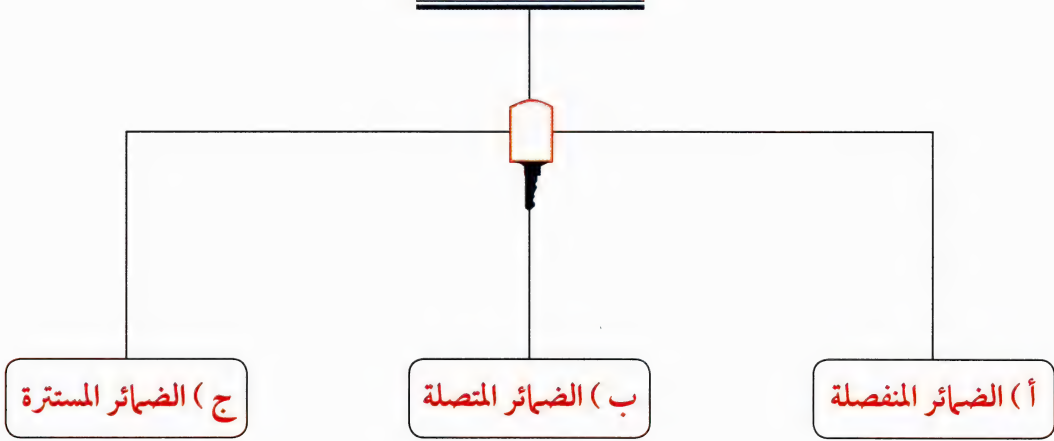 أ ) الضمائر المنفصلة
ب ) الضمائر المتصلة
ج ) الضمائر المستترة